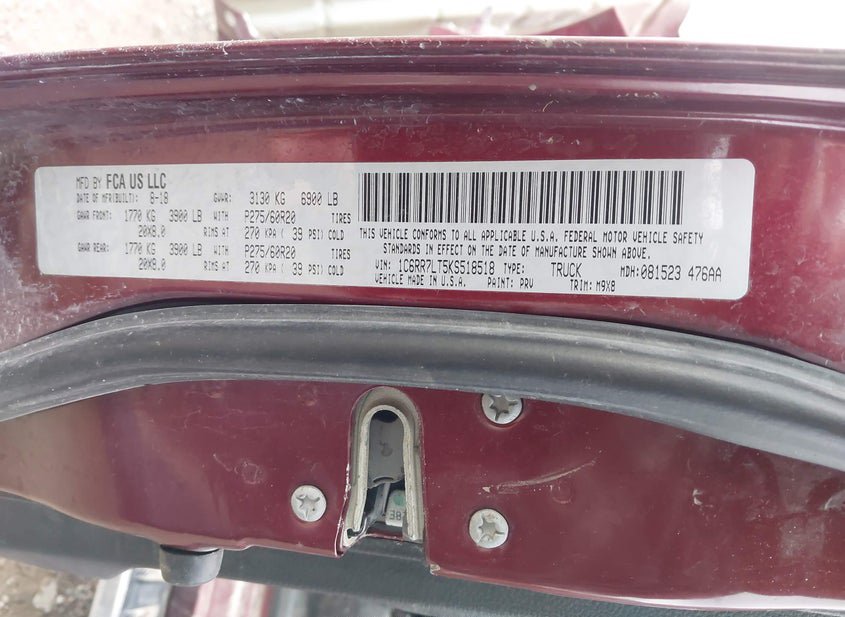 MFD BY FCA US LLC
DATE OF MFR(BUILT): 8-18 GVWR: 3130 KG 6900 LB
GAWR FRONT: 1770 KG 3900 LB WITH P275/60R20 TIRES
20X8.0 RIMS AT 270 KPA ( 39 PSI) COLD
GAWR REAR: 1770 KG 3900 LB WITH P275/60R20 TIRES
20X8.0 RIMS AT 270 KPA ( 39 PSI) COLD
THIS VEHICLE CONFORMS TO ALL APPLICABLE U.S.A. FEDERAL MOTOR VEHICLE SAFETY
STANDARDS IN EFFECT ON THE DATE OF MANUFACTURE SHOWN ABOVE.
VIN: 1C6RR7LT5KS518518 TYPE: TRUCK MDH: 081523 476AA
VEHICLE MADE IN U.S.A. PAINT: PRV TRIM: M9X8